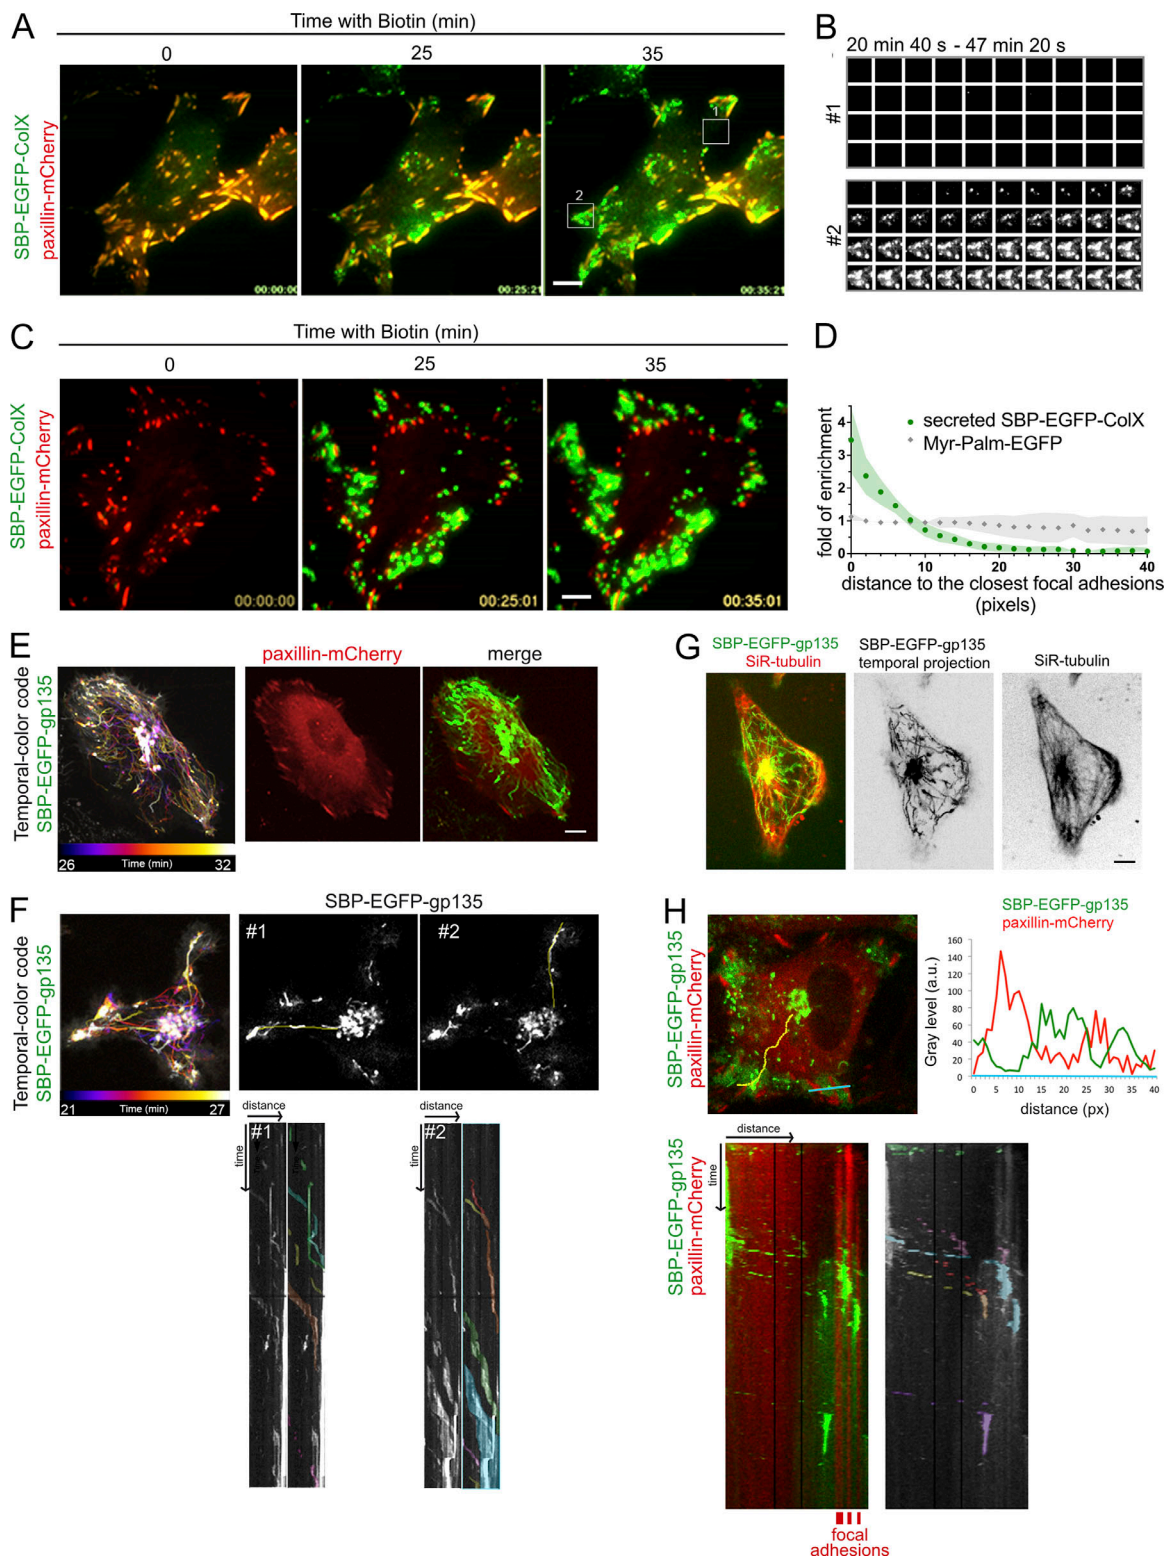 A
Time with Biotin (min)
0 25 35
SBP-EGFP-ColX
paxillin-mCherry
1
2
00:00:00
00:25:21
00:35:21
B
20 min 40 s - 47 min 20 s
#1
#2
C
Time with Biotin (min)
0 25 35
SBP-EGFP-ColX
paxillin-mCherry
00:00:00
00:25:01
00:35:01
D
fold of enrichment
4
3
2
1
0
secreted SBP-EGFP-ColX
Myr-Palm-EGFP
0 10 20 30 40
distance to the closest focal adhesions
(pixels)
E
Temporal-color code
SBP-EGFP-gp135
paxillin-mCherry
merge
26 Time (min) 32
G
SBP-EGFP-gp135
SiR-tubulin
SBP-EGFP-gp135
temporal projection
SiR-tubulin
F
Temporal-color code
SBP-EGFP-gp135
SBP-EGFP-gp135
#1
#2
21 Time (min) 27
distance
time
#1
distance
time
#2
H
SBP-EGFP-gp135
paxillin-mCherry
SBP-EGFP-gp135
paxillin-mCherry
Gray level (a.u.)
160
140
120
100
80
60
40
20
0
0 5 10 15 20 25 30 35 40
distance (px)
distance
time
SBP-EGFP-gp135
paxillin-mCherry
focal
adhesions